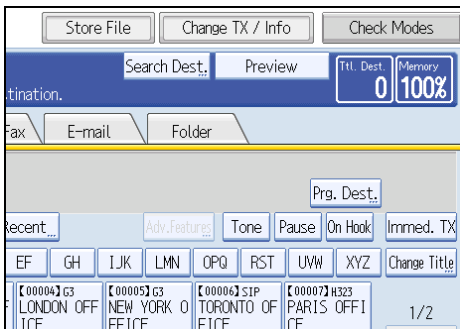 Store File Change TX / Info Check Modes
Search Dest. Preview Ttl. Dest. Memory
tination. 0 100%
Fax E-mail Folder
Prg. Dest.
Recent Adv.Features Tone Pause On Hook Immed. TX
EF GH IJK LMN OPQ RST UVW XYZ Change Title
【00004】G3 【00005】G3 【00006】SIP 【00007】H323
F LONDON OFF NEW YORK O TORONTO OF PARIS OFFI 1/2
ICE FFICE FICE CE